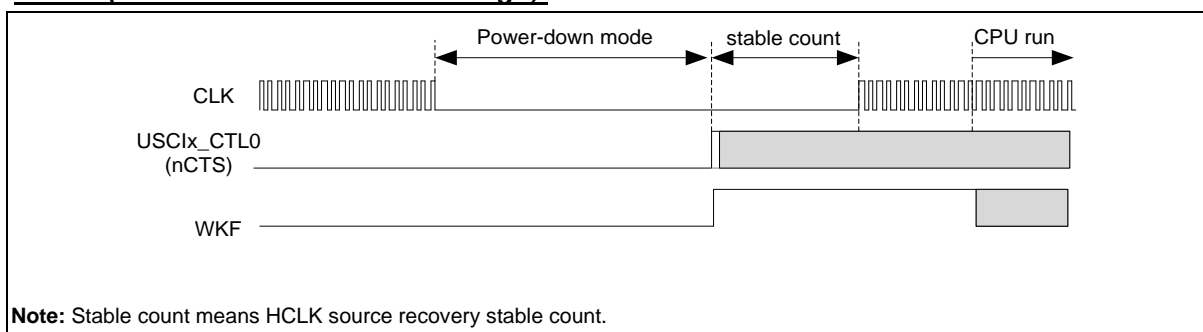 Power-down mode
stable count
CPU run
CLK
USCIx_CTL0
(nCTS)
WKF
Note: Stable count means HCLK source recovery stable count.